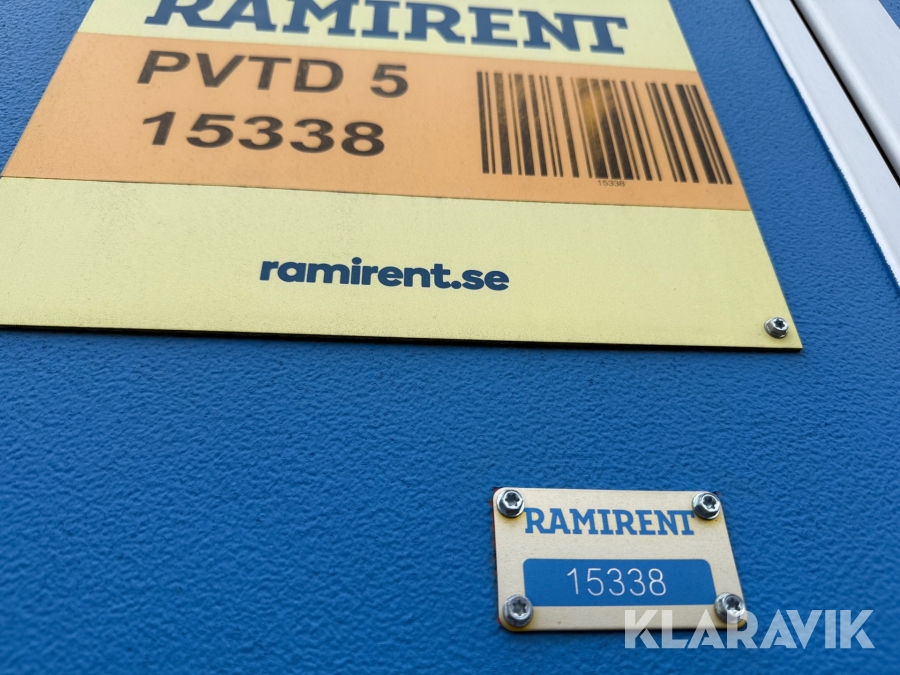 RAMIRENT
PVTD 5
15338
15338
ramirent.se
RAMIRENT
15338
KLARAVIK